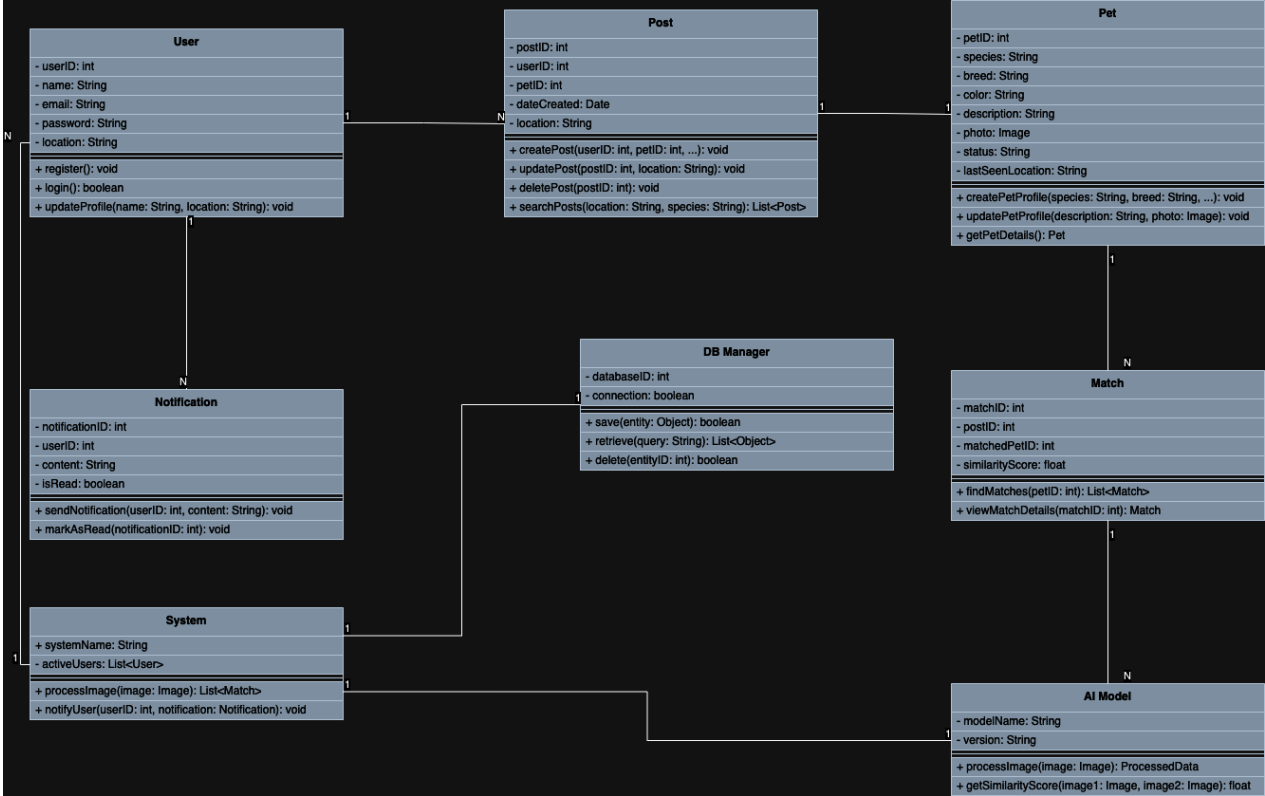 User
- userID: int
- name: String
- email: String
- password: String
- location: String
+ register(): void
+ login(): boolean
+ updateProfile(name: String, location: String): void
1
N
Post
- postID: int
- userID: int
- petID: int
- dateCreated: Date
- location: String
+ createPost(userID: int, petID: int, ...): void
+ updatePost(postID: int, location: String): void
+ deletePost(postID: int): void
+ searchPosts(location: String, species: String): List<Post>
1
1
Pet
- petID: int
- species: String
- breed: String
- color: String
- description: String
- photo: Image
- status: String
- lastSeenLocation: String
+ createPetProfile(species: String, breed: String, ...): void
+ updatePetProfile(description: String, photo: Image): void
+ getPetDetails(): Pet
N
1
N
1
N
Notification
- notificationID: int
- userID: int
- content: String
- isRead: boolean
+ sendNotification(userID: int, content: String): void
+ markAsRead(notificationID: int): void
DB Manager
- databaseID: int
- connection: boolean
+ save(entity: Object): boolean
+ retrieve(query: String): List<Object>
+ delete(entityID: int): boolean
1
Match
- matchID: int
- postID: int
- matchedPetID: int
- similarityScore: float
+ findMatches(petID: int): List<Match>
+ viewMatchDetails(matchID: int): Match
1
N
System
+ systemName: String
- activeUsers: List<User>
+ processImage(image: Image): List<Match>
+ notifyUser(userID: int, notification: Notification): void
1
1
1
1
AI Model
- modelName: String
- version: String
+ processImage(image: Image): ProcessedData
+ getSimilarityScore(image1: Image, image2: Image): float